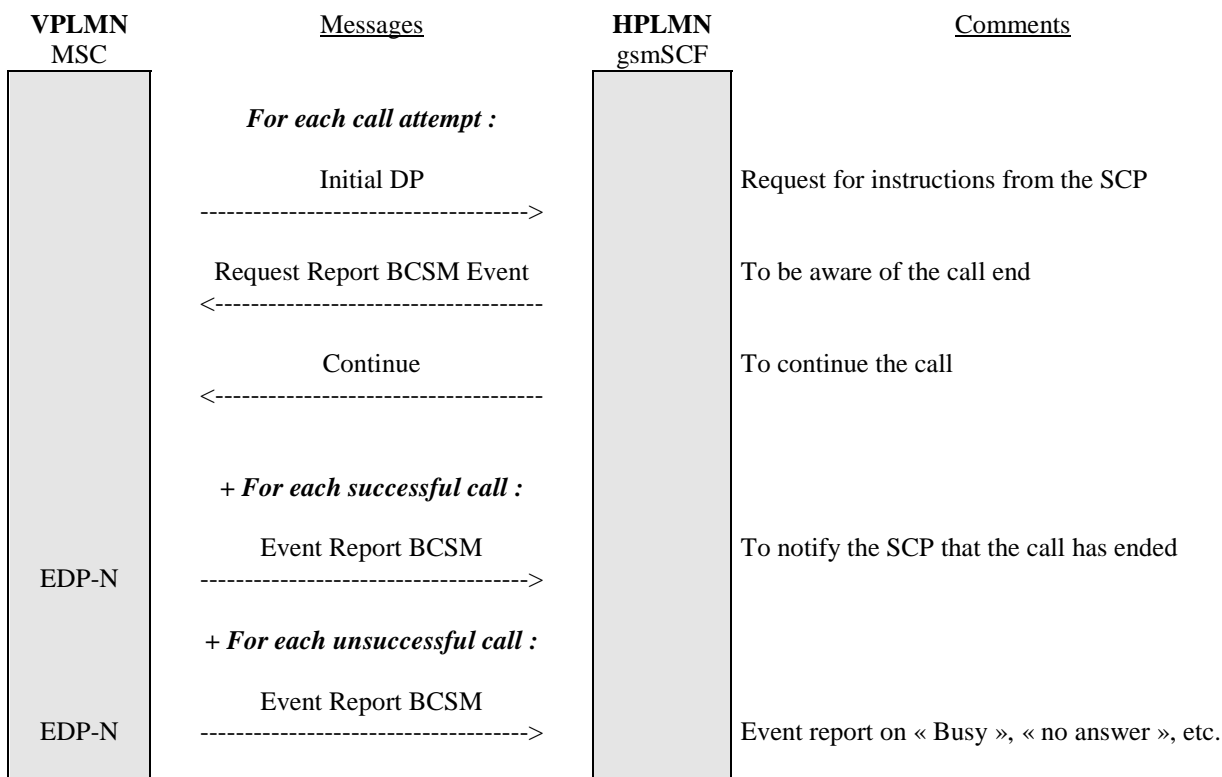 VPLMN Messages HPLMN Comments
MSC gsmSCF
For each call attempt :
Initial DP Request for instructions from the SCP
------------------------------------->
Request Report BCSM Event To be aware of the call end
<-------------------------------------
Continue To continue the call
<-------------------------------------
+ For each successful call :
Event Report BCSM To notify the SCP that the call has ended
EDP-N ------------------------------------->
+ For each unsuccessful call :
Event Report BCSM
EDP-N -------------------------------------> Event report on « Busy », « no answer », etc.